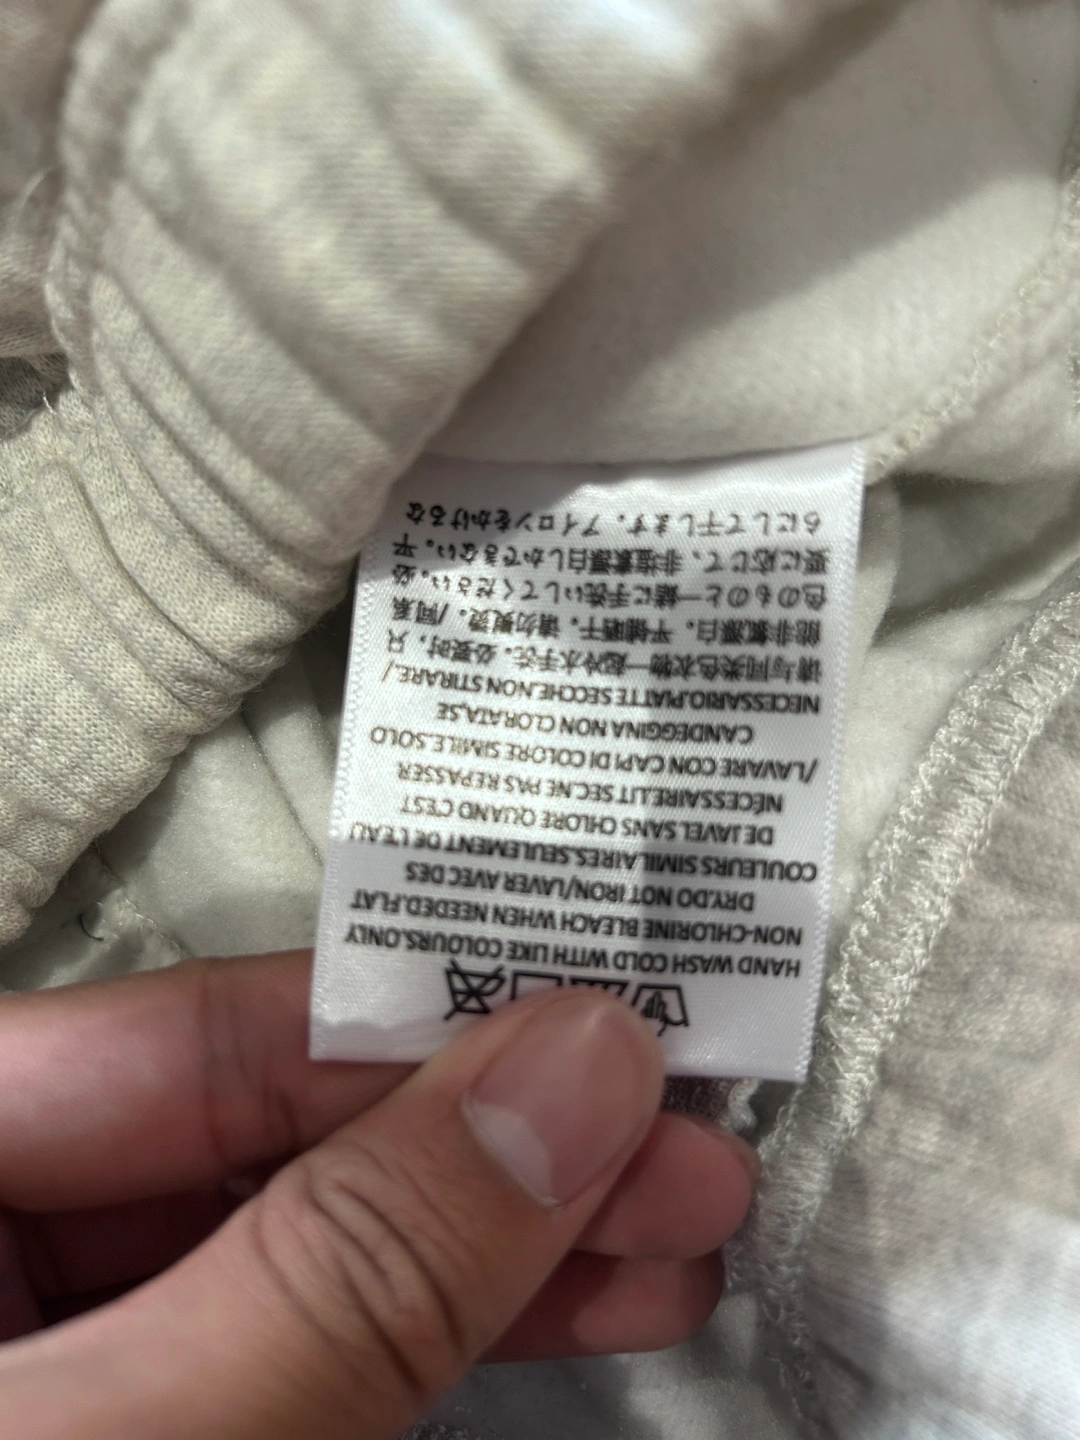 HAND WASH COLD WITH LIKE COLOURS.ONLY
NON-CHLORINE BLEACH WHEN NEEDED.FLAT
DRY.DO NOT IRON/LAVER AVEC DES
COULEURS SIMILAIRES.SEULEMENT DE L'EAU
DE JAVEL SANS CHLORE QUAND C'EST
NÉCESSAIRE.LIT SEC.NE PAS REPASSER
/LAVARE CON CAPI DI COLORE SIMILE.SOLO
CANDEGGINA NON CLORATA,SE
NECESSARIO.PIATTE SECCHE.NON STIRARE./
请与同类色衣物一起冷水手洗。必要时，只
能非氯漂白。平铺晒干。请勿熨烫。/同系
色のものと一緒に手洗いしてください。必
要に応じて、非塩素漂白しかできない。平
らにして干します。アイロンをかけるな